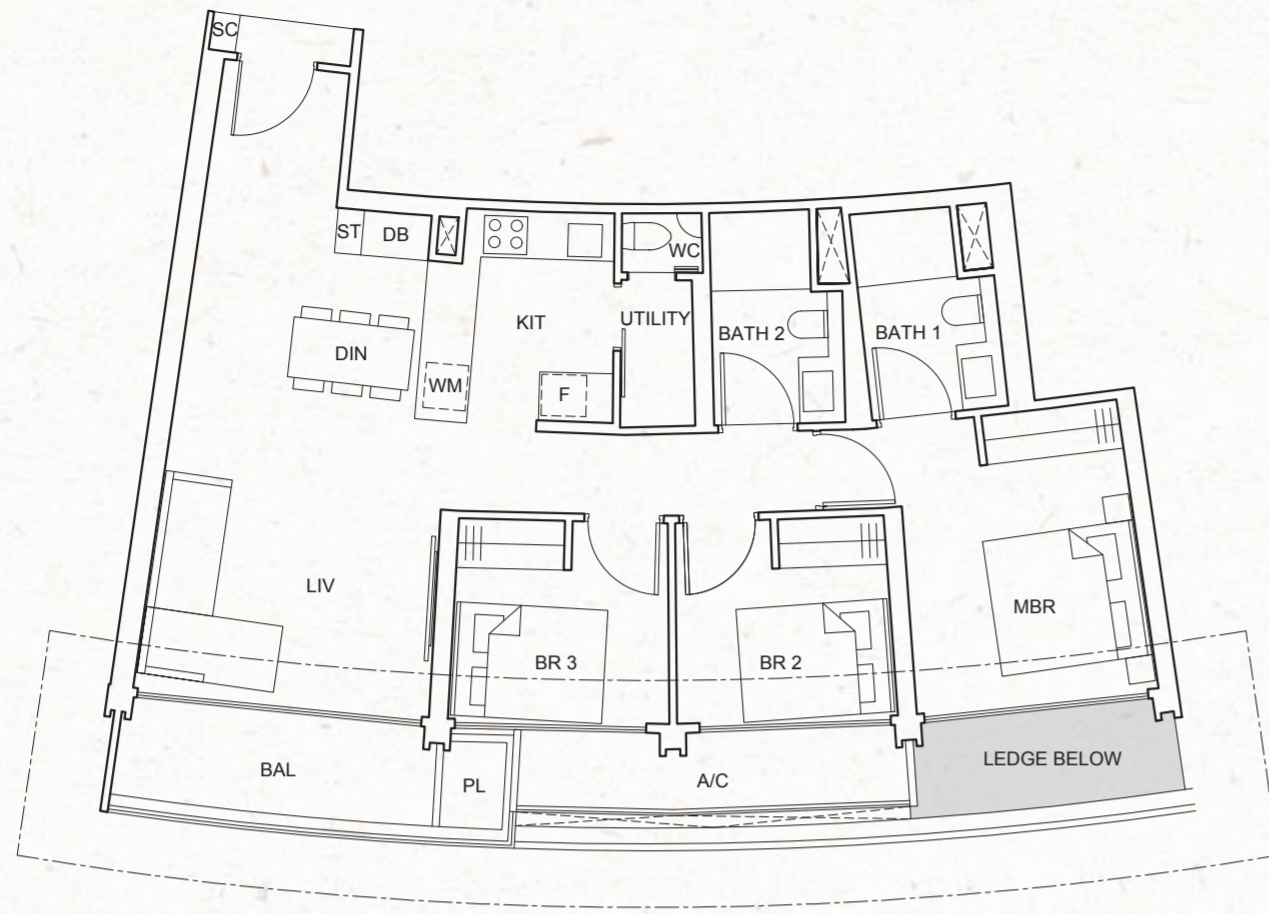 SC
ST
DB
WC
KIT
UTILITY
BATH 2
BATH 1
DIN
WM
F
LIV
MBR
BR 3
BR 2
BAL
PL
A/C
LEDGE BELOW